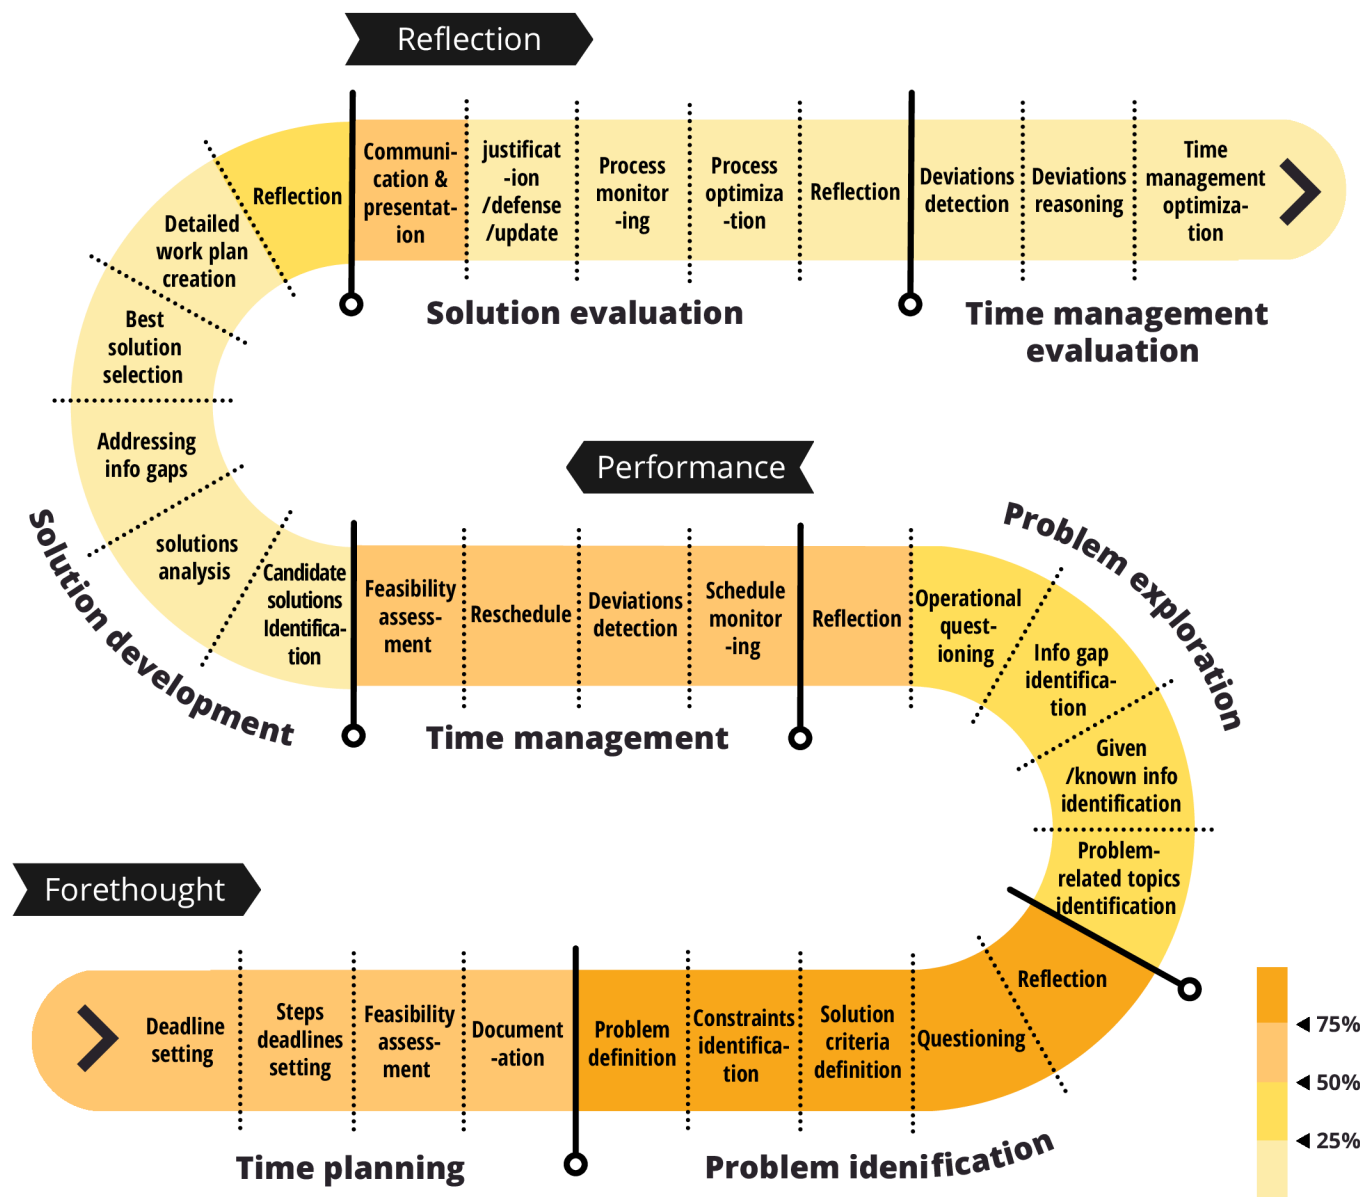 Reflection
Communi-
cation &
presentat-
ion
justificat
-ion
/defense
/update
Process
monitor
-ing
Process
optimiza
-tion
Reflection
Deviations
detection
Deviations
reasoning
Time
management
optimiza-
tion
Solution evaluation
Time management
evaluation
Reflection
Detailed
work plan
creation
Best
solution
selection
Addressing
info gaps
solutions
analysis
Candidate
solutions
Identifica-
tion
Solution development
Performance
Feasibility
assess-
ment
Reschedule
Deviations
detection
Schedule
monitor
-ing
Reflection
Operational
quest-
ioning
Info gap
identifica-
tion
Given
/known info
identification
Problem-
related topics
identification
Time management
Problem exploration
Forethought
Deadline
setting
Steps
deadlines
setting
Feasibility
assess-
ment
Document
-ation
Problem
definition
Constraints
identifica-
tion
Solution
criteria
definition
Questioning
Reflection
Time planning
Problem idenification
75%
50%
25%